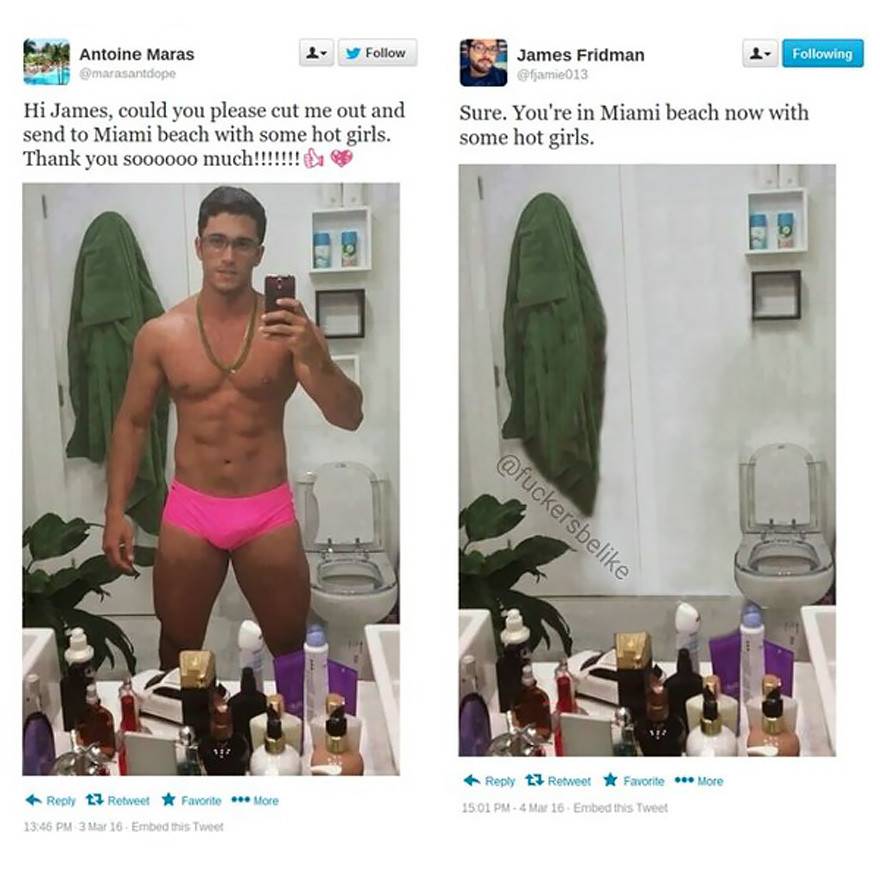 Antoine Maras
Follow
@marasantdope
Hi James, could you please cut me out and
send to Miami beach with some hot girls.
Thank you soooooo much!!!!!!!
Reply Retweet Favorite More
13:46 PM - 3 Mar 16 - Embed this Tweet
James Fridman
Following
@fjamie013
Sure. You're in Miami beach now with
some hot girls.
@fuckersbelike
Reply Retweet Favorite More
15:01 PM - 4 Mar 16 - Embed this Tweet